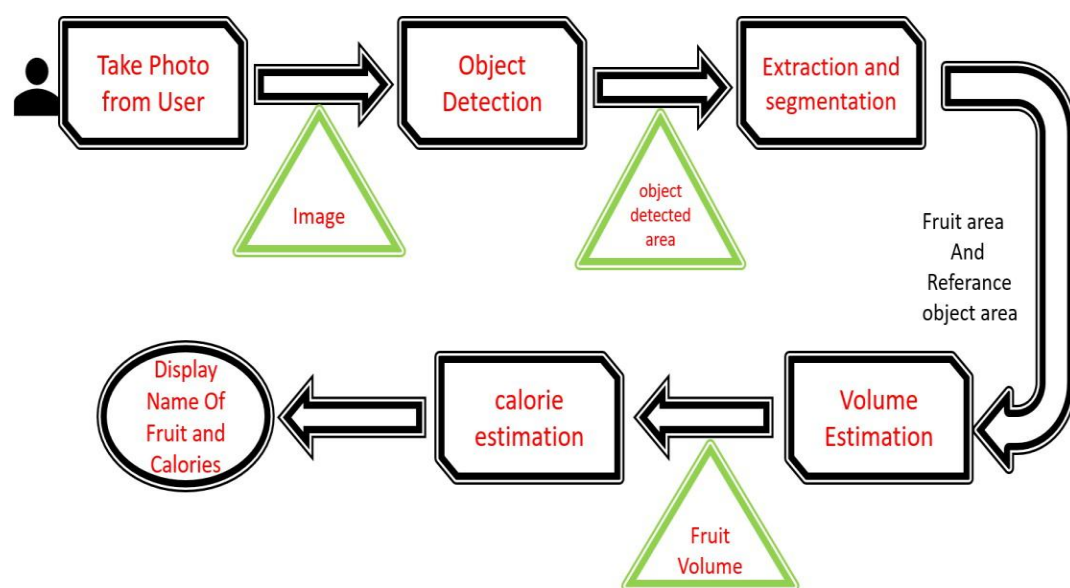 Take Photo
from User
Image
Object
Detection
object
detected
area
Extraction and
segmentation
Fruit area
And
Referance
object area
Volume
Estimation
Fruit
Volume
calorie
estimation
Display
Name Of
Fruit and
Calories